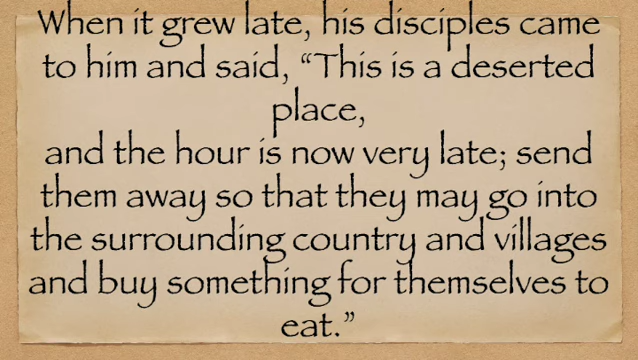 When it grew late, his disciples came
to him and said, “This is a deserted
place,
and the hour is now very late; send
them away so that they may go into
the surrounding country and villages
and buy something for themselves to
eat.”